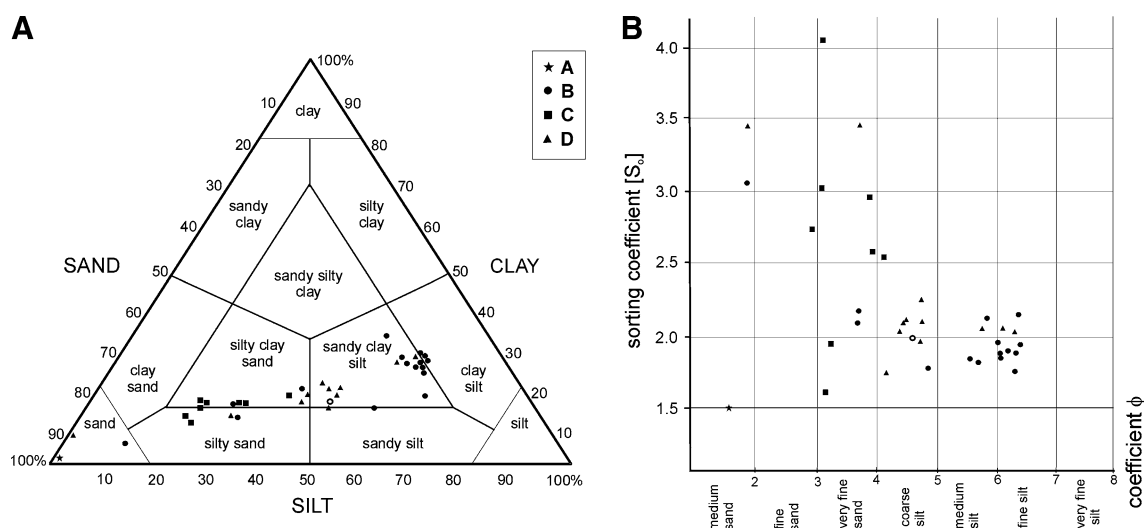 A
B
100%
A
B
C
D
10
90
clay
20
80
30
70
sandy
clay
silty
clay
40
60
SAND
CLAY
50
50
sandy silty
clay
60
40
silty clay
sand
sandy clay
silt
70
30
clay
sand
clay
silt
80
20
sand
silt
90
10
silty sand
sandy silt
100%
10
20
30
40
50
60
70
80
90
100%
SILT
sorting coefficient [So]
4.0
3.5
3.0
2.5
2.0
1.5
2
3
4
5
6
7
8
medium
sand
fine
sand
very fine
sand
coarse
silt
medium
silt
fine silt
very fine
silt
coefficient ϕ